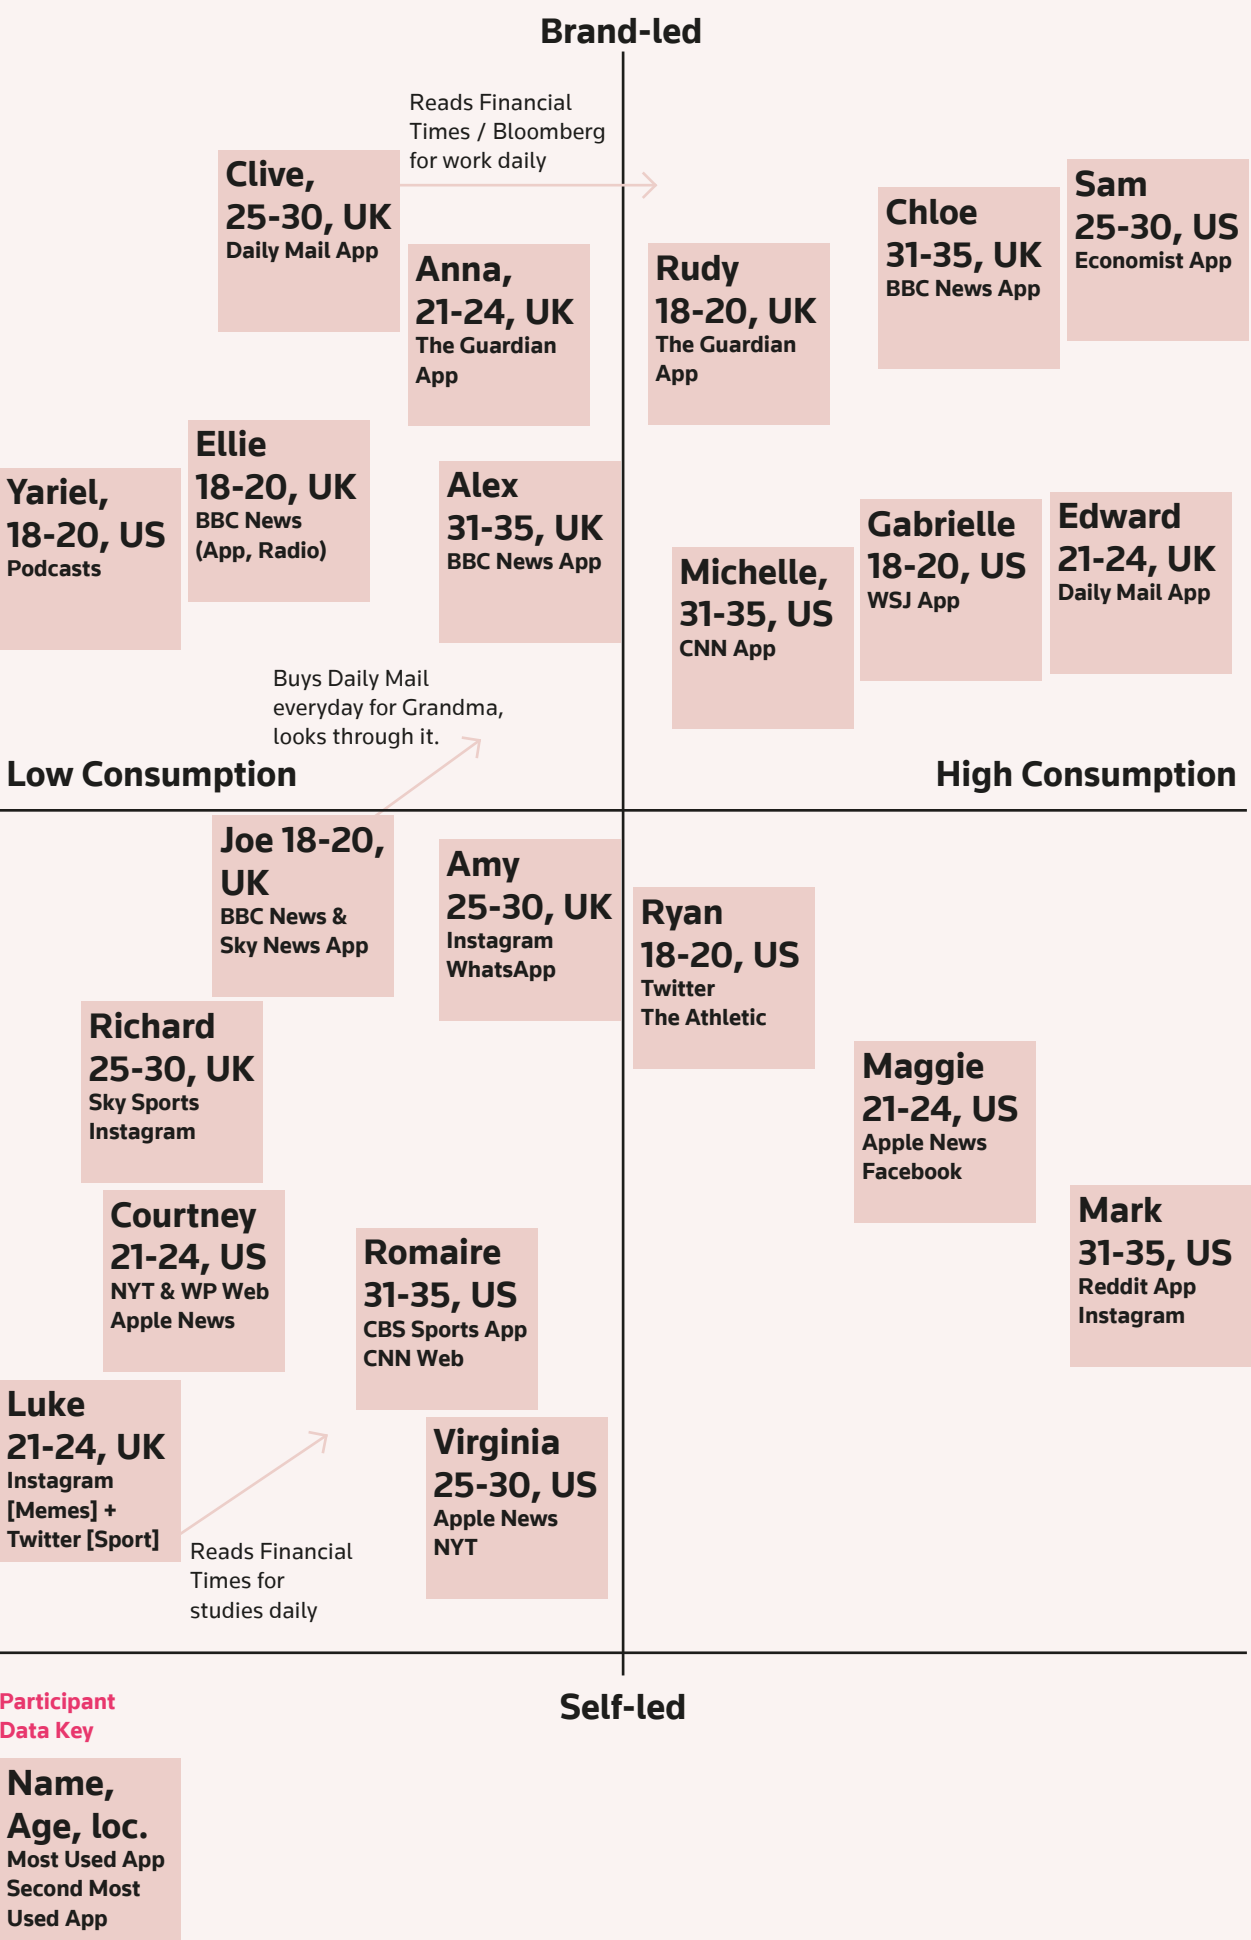 Brand-led
Reads Financial
Times / Bloomberg
for work daily
Clive,
25-30, UK
Daily Mail App
Anna,
21-24, UK
The Guardian
App
Rudy
18-20, UK
The Guardian
App
Chloe
31-35, UK
BBC News App
Sam
25-30, US
Economist App
Yariel,
18-20, US
Podcasts
Ellie
18-20, UK
BBC News
(App, Radio)
Alex
31-35, UK
BBC News App
Michelle,
31-35, US
CNN App
Gabrielle
18-20, US
WSJ App
Edward
21-24, UK
Daily Mail App
Buys Daily Mail
everyday for Grandma,
looks through it.
Low Consumption
High Consumption
Joe 18-20,
UK
BBC News &
Sky News App
Amy
25-30, UK
Instagram
WhatsApp
Ryan
18-20, US
Twitter
The Athletic
Richard
25-30, UK
Sky Sports
Instagram
Maggie
21-24, US
Apple News
Facebook
Courtney
21-24, US
NYT & WP Web
Apple News
Romaire
31-35, US
CBS Sports App
CNN Web
Mark
31-35, US
Reddit App
Instagram
Luke
21-24, UK
Instagram
[Memes] +
Twitter [Sport]
Virginia
25-30, US
Apple News
NYT
Reads Financial
Times for
studies daily
Self-led
Participant
Data Key
Name,
Age, loc.
Most Used App
Second Most
Used App